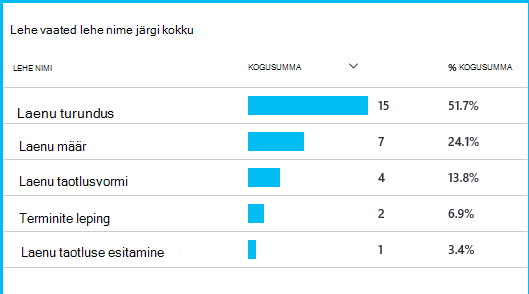 Lehe vaated lehe nime järgi kokku
LEHE NIMI KOGUSUMMA % KOGUSUMMA
Laenu turundus 15 51.7%
Laenu määr 7 24.1%
Laenu taotlusvormi 4 13.8%
Terminite leping 2 6.9%
Laenu taotluse esitamine 1 3.4%